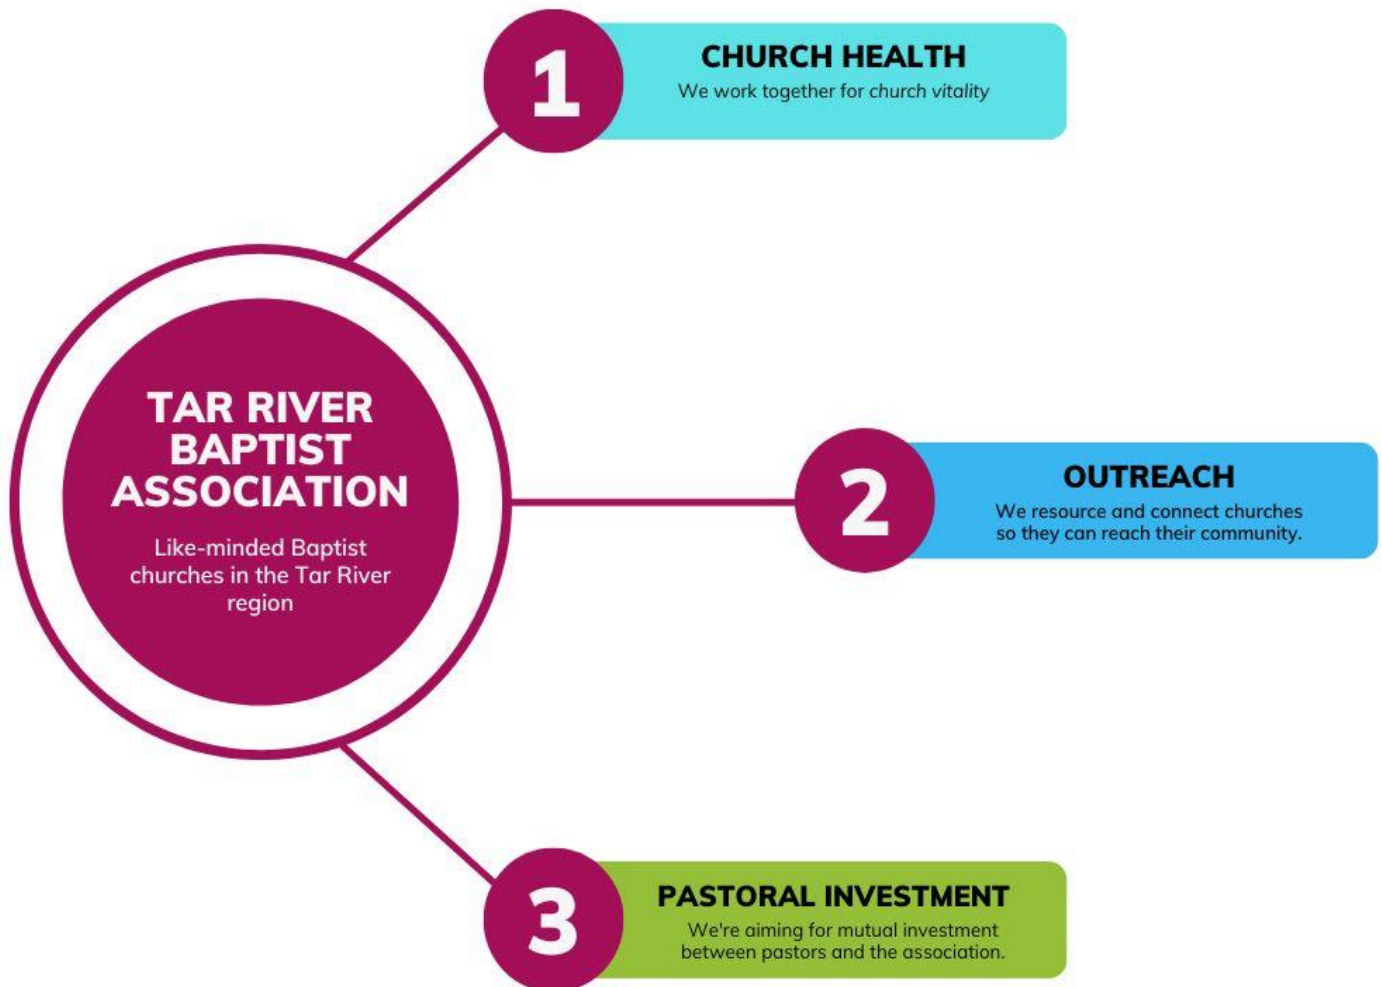 1
CHURCH HEALTH
We work together for church vitality
TAR RIVER
BAPTIST
ASSOCIATION
Like-minded Baptist
churches in the Tar River
region
2
OUTREACH
We resource and connect churches
so they can reach their community.
3
PASTORAL INVESTMENT
We're aiming for mutual investment
between pastors and the association.